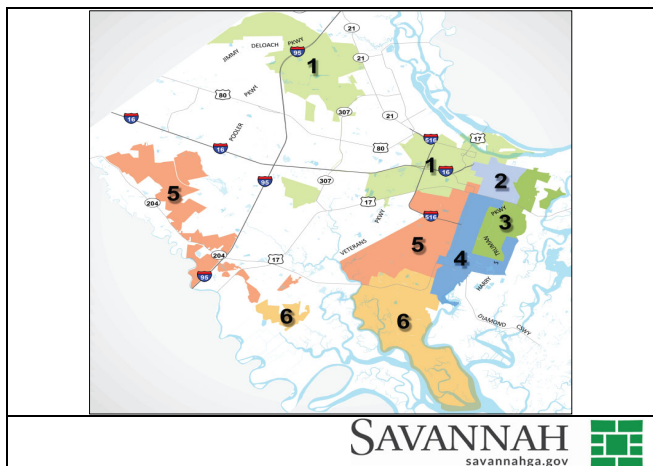 21
JIMMY DELOACH PKWY
95
1
21
80
PKWY
307
21
16
POOLER
516
17
80
16
1
16
2
95
307
5
17
PKWY
3
204
PKWY
516
TRUMAN
VETERANS
5
204
17
4
HARRY
95
6
6
DIAMOND CSWY
SAVANNAH
savannahga.gov